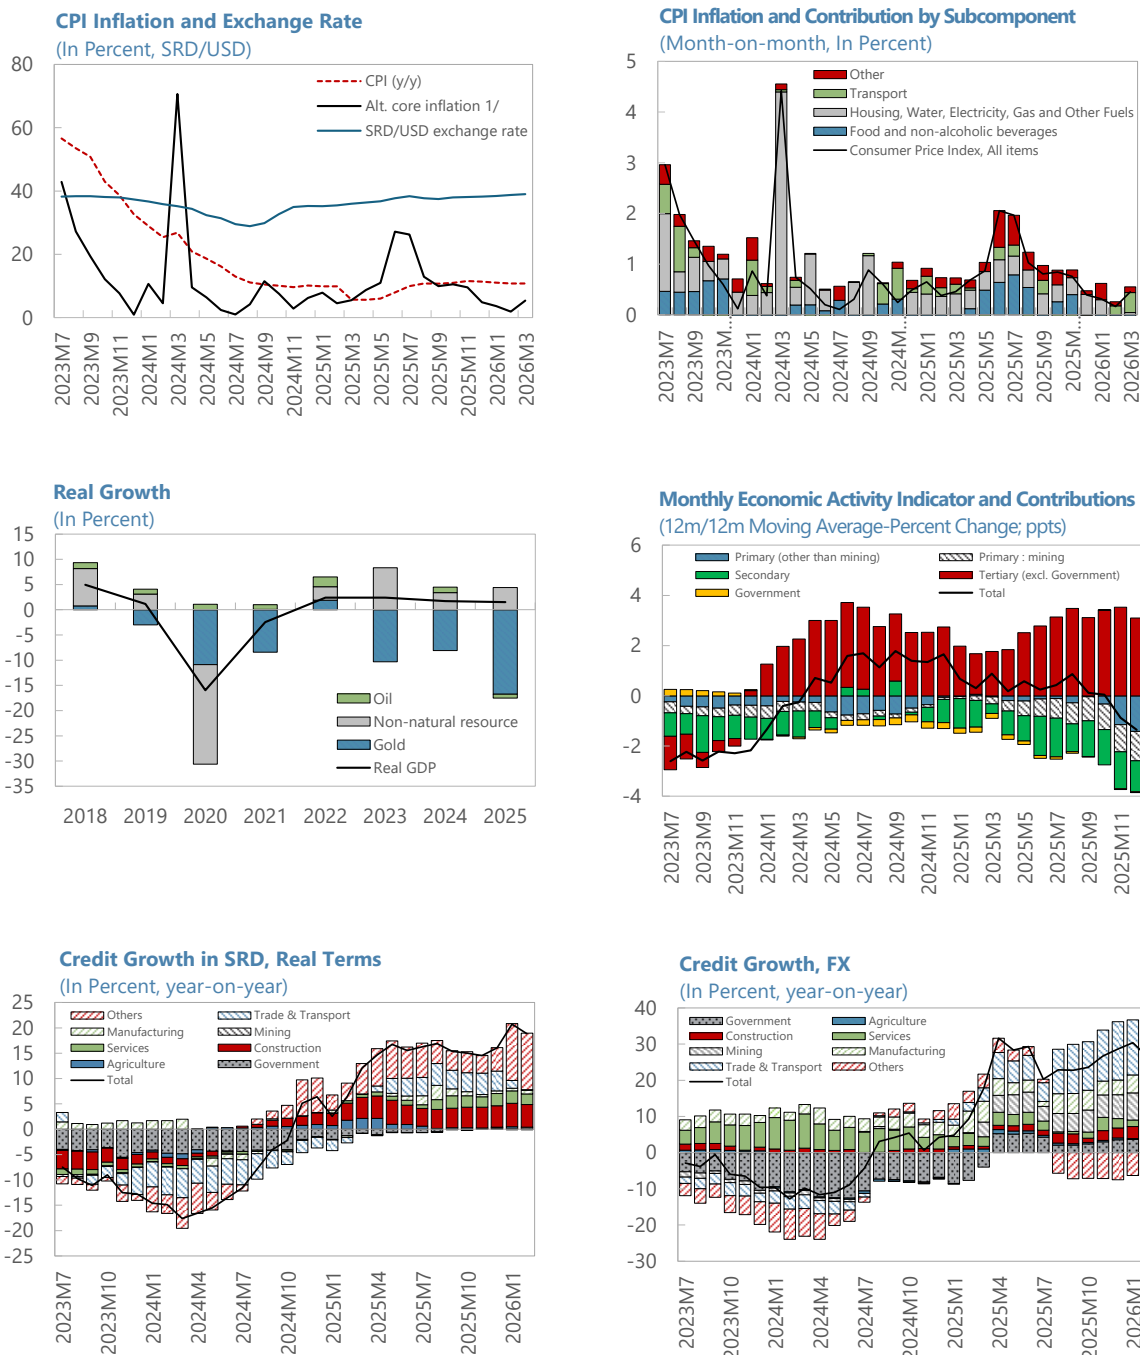 CPI Inflation and Exchange Rate
(In Percent, SRD/USD)
80
60
40
20
0
CPI (y/y)
Alt. core inflation 1/
SRD/USD exchange rate
2023M7
2023M9
2023M11
2024M1
2024M3
2024M5
2024M7
2024M9
2024M11
2025M1
2025M3
2025M5
2025M7
2025M9
2025M11
2026M1
2026M3
CPI Inflation and Contribution by Subcomponent
(Month-on-month, In Percent)
5
4
3
2
1
0
Other
Transport
Housing, Water, Electricity, Gas and Other Fuels
Food and non-alcoholic beverages
Consumer Price Index, All items
2023M7
2023M9
2023M…
2024M1
2024M3
2024M5
2024M7
2024M9
2024M…
2025M1
2025M3
2025M5
2025M7
2025M9
2025M…
2026M1
2026M3
Real Growth
(In Percent)
15
10
5
0
-5
-10
-15
-20
-25
-30
-35
Oil
Non-natural resource
Gold
Real GDP
2018 2019 2020 2021 2022 2023 2024 2025
Monthly Economic Activity Indicator and Contributions
(12m/12m Moving Average-Percent Change; ppts)
6
4
2
0
-2
-4
Primary (other than mining)
Primary : mining
Secondary
Tertiary (excl. Government)
Government
Total
2023M7
2023M9
2023M11
2024M1
2024M3
2024M5
2024M7
2024M9
2024M11
2025M1
2025M3
2025M5
2025M7
2025M9
2025M11
Credit Growth in SRD, Real Terms
(In Percent, year-on-year)
25
20
15
10
5
0
-5
-10
-15
-20
-25
Others
Trade & Transport
Manufacturing
Mining
Services
Construction
Agriculture
Government
Total
2023M7
2023M10
2024M1
2024M4
2024M7
2024M10
2025M1
2025M4
2025M7
2025M10
2026M1
Credit Growth, FX
(In Percent, year-on-year)
40
30
20
10
0
-10
-20
-30
Government
Agriculture
Construction
Services
Mining
Manufacturing
Trade & Transport
Others
Total
2023M7
2023M10
2024M1
2024M4
2024M7
2024M10
2025M1
2025M4
2025M7
2025M10
2026M1